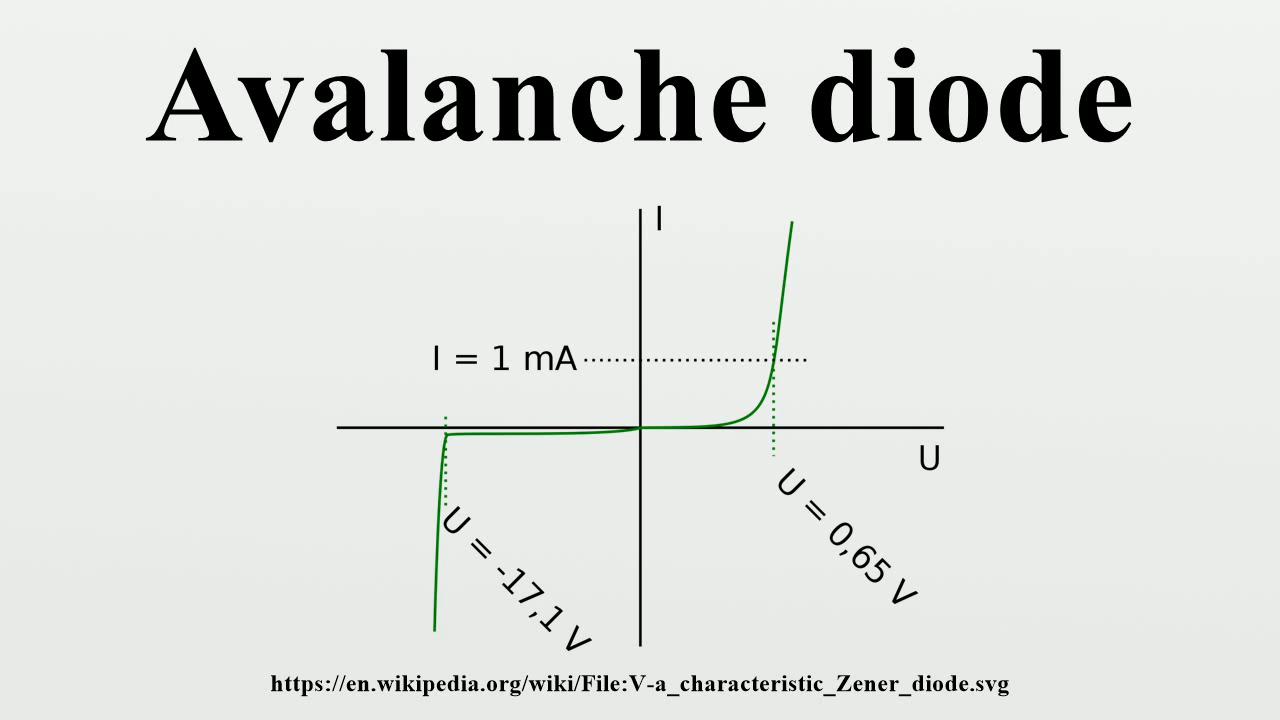 Avalanche diode
I
I = 1 mA
U
U = -17,1 V
U = 0,65 V
https://en.wikipedia.org/wiki/File:V-a_characteristic_Zener_diode.svg